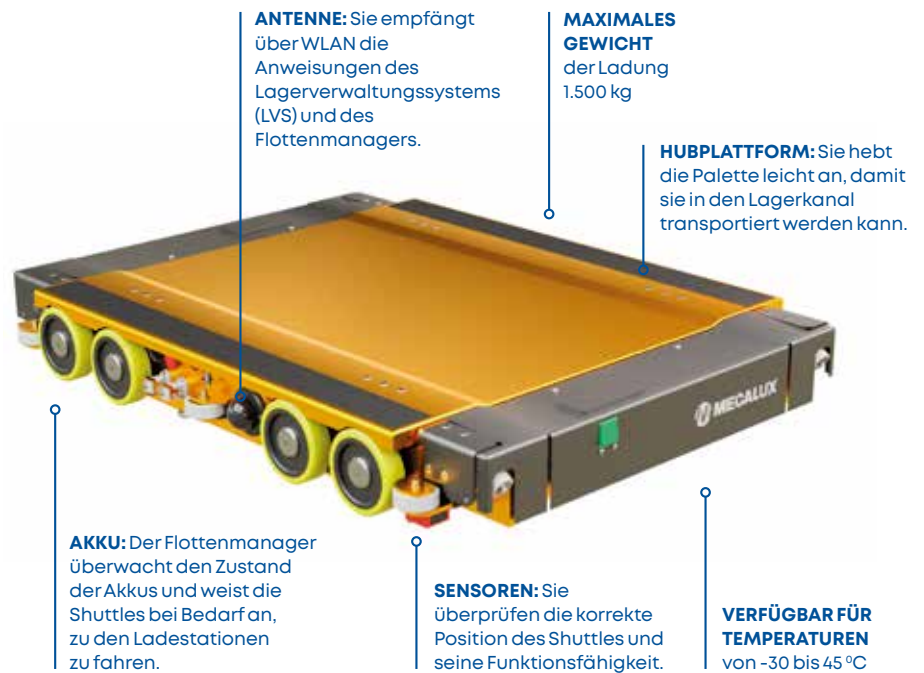 ANTENNE: Sie empfängt
über WLAN die
Anweisungen des
Lagerverwaltungssystems
(LVS) und des
Flottenmanagers.
MAXIMALES
GEWICHT
der Ladung
1.500 kg
HUBPLATTFORM: Sie hebt
die Palette leicht an, damit
sie in den Lagerkanal
transportiert werden kann.
MECALUX
AKKU: Der Flottenmanager
überwacht den Zustand
der Akkus und weist die
Shuttles bei Bedarf an,
zu den Ladestationen
zu fahren.
SENSOREN: Sie
überprüfen die korrekte
Position des Shuttles und
seine Funktionsfähigkeit.
VERFÜGBAR FÜR
TEMPERATUREN
von -30 bis 45 ºC